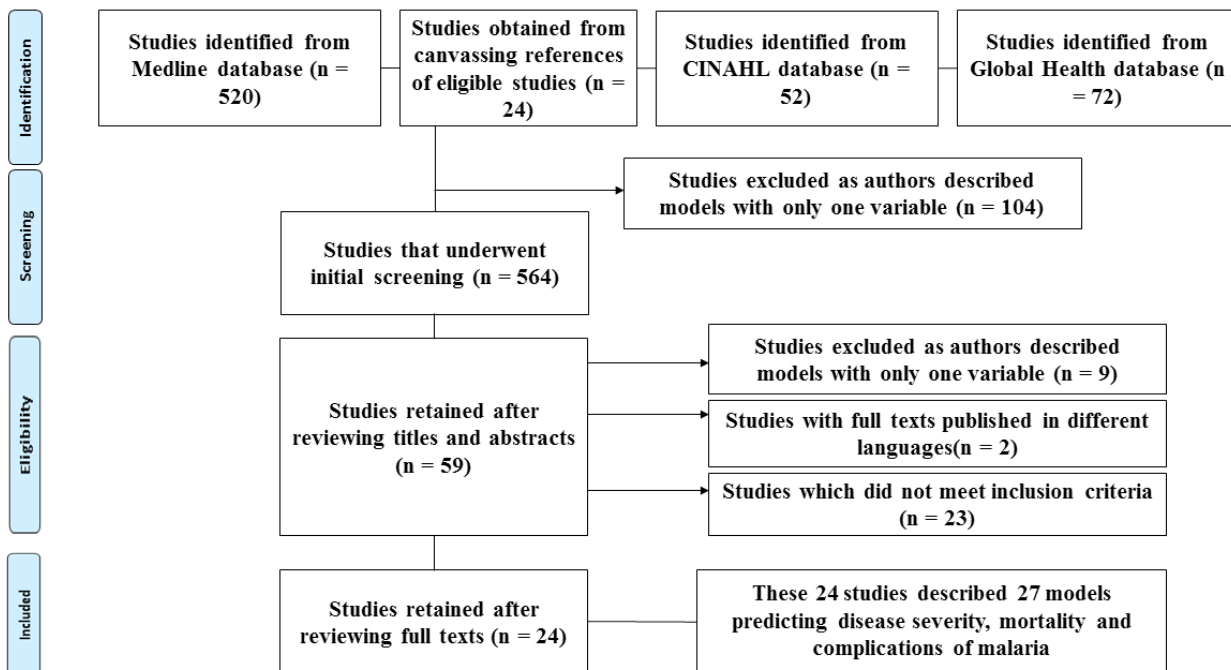 Identification
Studies identified from
Medline database (n =
520)
Studies obtained from
canvassing references
of eligible studies (n =
24)
Studies identified from
CINAHL database (n =
52)
Studies identified from
Global Health database (n
= 72)
Screening
Studies excluded as authors described
models with only one variable (n = 104)
Studies that underwent
initial screening (n = 564)
Eligibility
Studies retained after
reviewing titles and abstracts
(n = 59)
Studies excluded as authors described
models with only one variable (n = 9)
Studies with full texts published in different
languages(n = 2)
Studies which did not meet inclusion criteria
(n = 23)
Included
Studies retained after
reviewing full texts (n = 24)
These 24 studies described 27 models
predicting disease severity, mortality and
complications of malaria